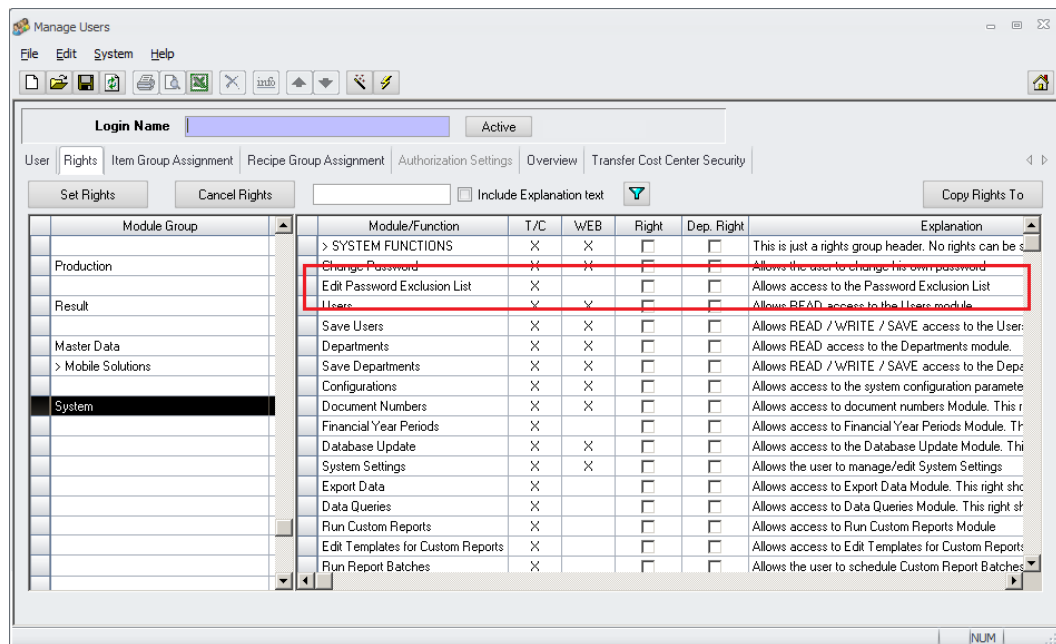 Manage Users
File Edit System Help
info
Login Name Active
User Rights Item Group Assignment Recipe Group Assignment Authorization Settings Overview Transfer Cost Center Security
Set Rights Cancel Rights Include Explanation text Copy Rights To
Module Group Module/Function T/C WEB Right Dep. Right Explanation
> SYSTEM FUNCTIONS X X This is just a rights group header. No rights can be s
Production Change Password X X Allows the user to change his own password
Edit Password Exclusion List X Allows access to the Password Exclusion List
Result Users X X Allows READ access to the Users module
Save Users X X Allows READ / WRITE / SAVE access to the User
Master Data Departments X X Allows READ access to the Departments module.
> Mobile Solutions Save Departments X X Allows READ / WRITE / SAVE access to the Depa
Configurations X X Allows access to the system configuration paramete
System Document Numbers X X Allows access to document numbers Module. This r
Financial Year Periods X Allows access to Financial Year Periods Module. Th
Database Update X X Allows access to the Database Update Module. Thi
System Settings X X Allows the user to manage/edit System Settings
Export Data X Allows access to Export Data Module. This right sho
Data Queries X Allows access to Data Queries Module. This right sh
Run Custom Reports X Allows access to Run Custom Reports Module
Edit Templates for Custom Reports X Allows access to Edit Templates for Custom Reports
Run Report Batches X Allows the user to schedule Custom Report Batches
NUM